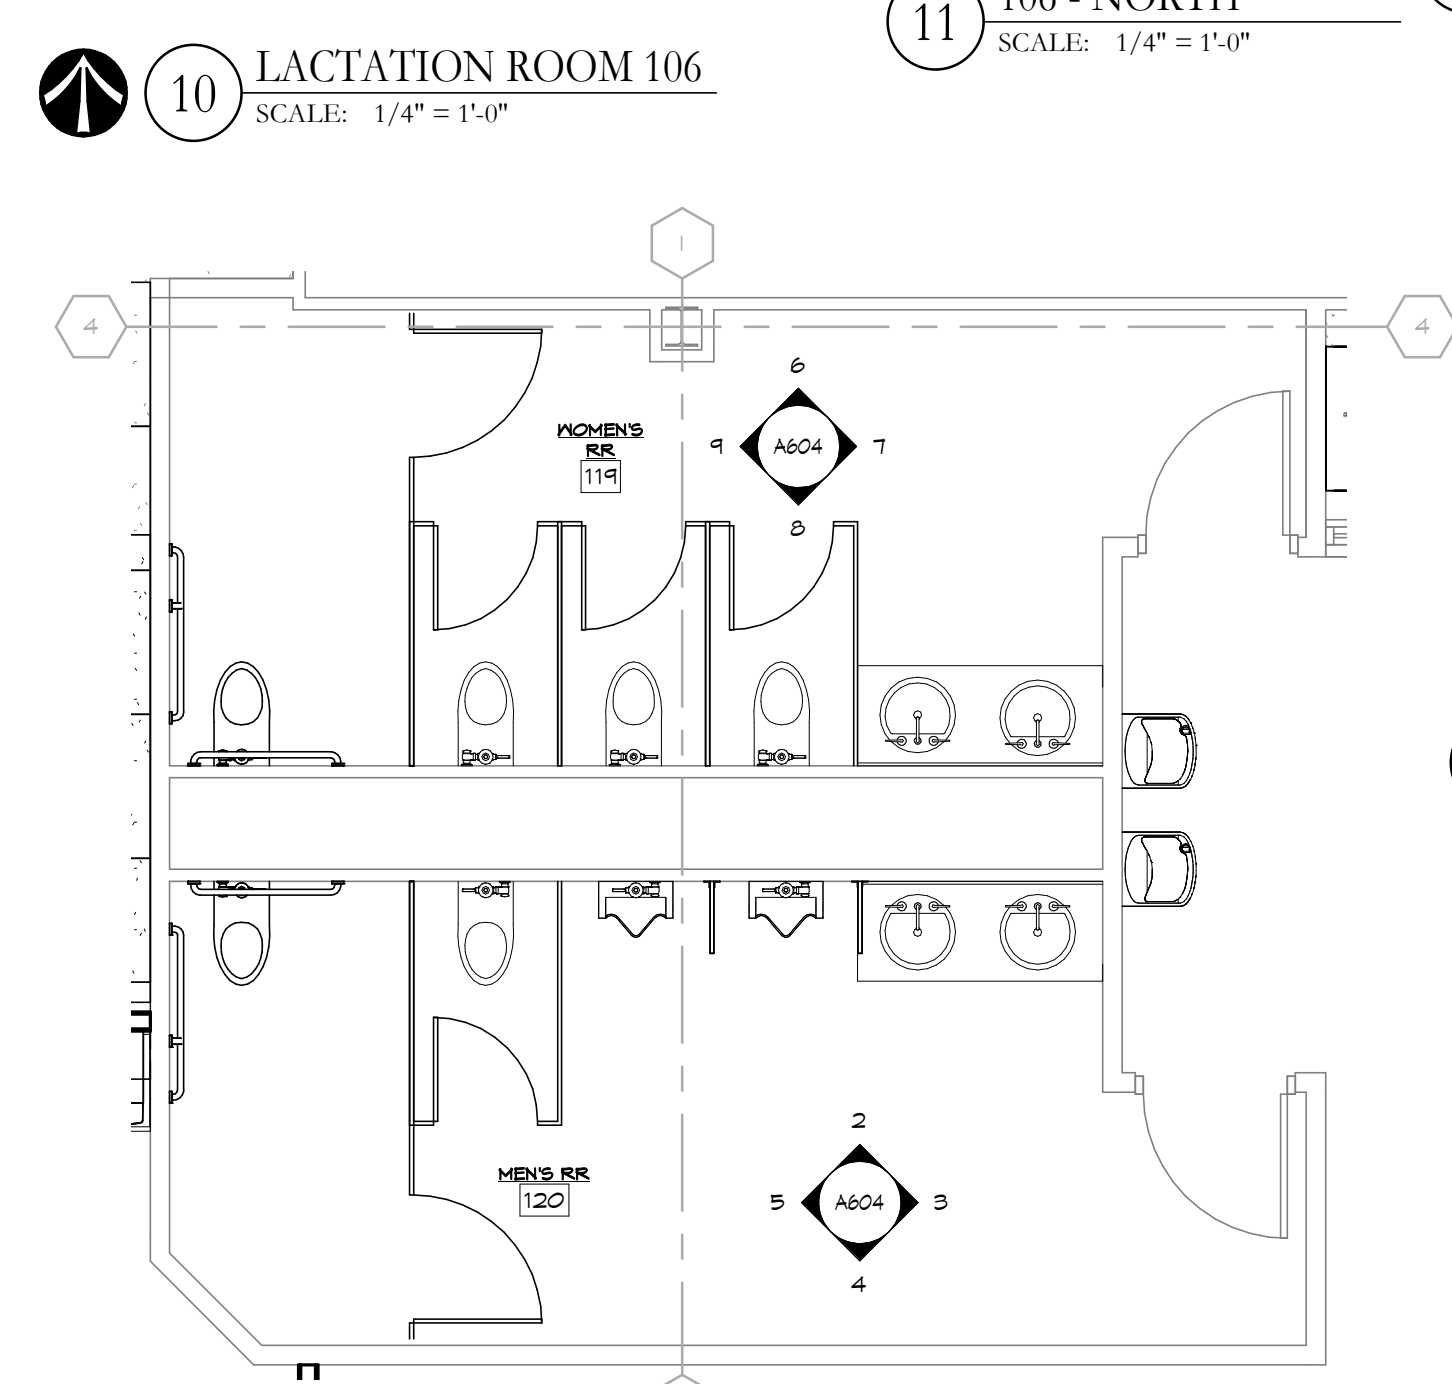 106 - NORTH
11
SCALE: 1/4" = 1'-0"
LACTATION ROOM 106
10
SCALE: 1/4" = 1'-0"
1
4
4
6
WOMEN'S
RR
119
9
A604
7
8
2
MEN'S RR
120
5
A604
3
4